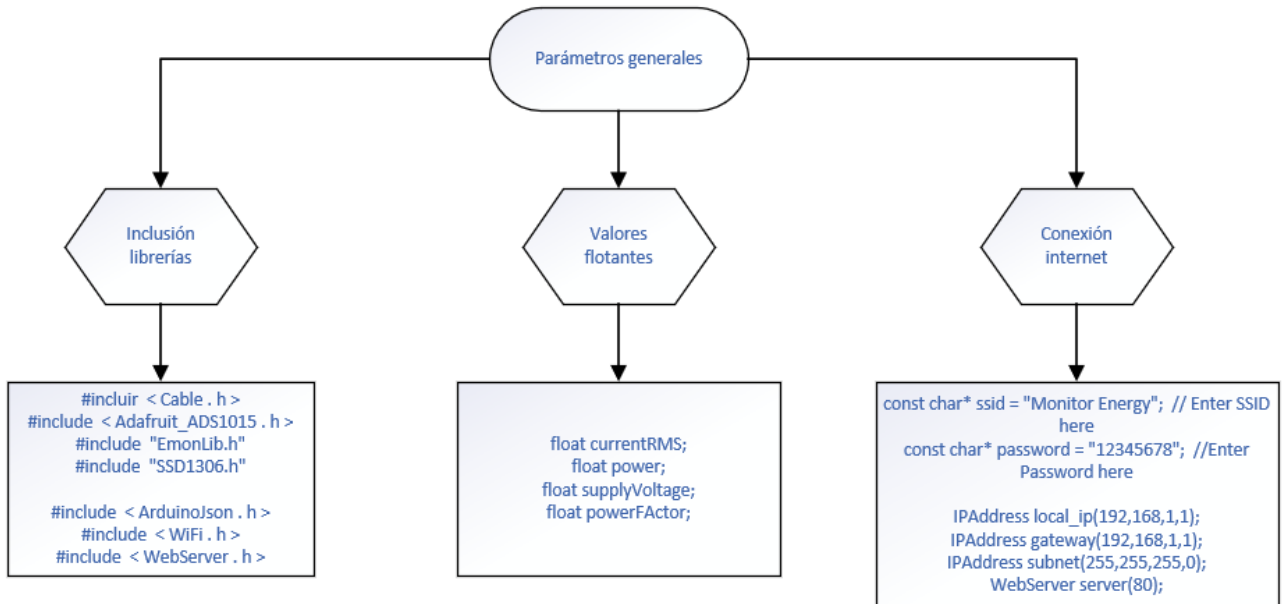 Parámetros generales
Inclusión
librerías
Valores
flotantes
Conexión
internet
#incluir < Cable . h >
#include < Adafruit_ADS1015 . h >
#include "EmonLib.h"
#include "SSD1306.h"
#include < ArduinoJson . h >
#include < WiFi . h >
#include < WebServer . h >
float currentRMS;
float power;
float supplyVoltage;
float powerFActor;
const char* ssid = "Monitor Energy"; // Enter SSID
here
const char* password = "12345678"; //Enter
Password here
IPAddress local_ip(192,168,1,1);
IPAddress gateway(192,168,1,1);
IPAddress subnet(255,255,255,0);
WebServer server(80);